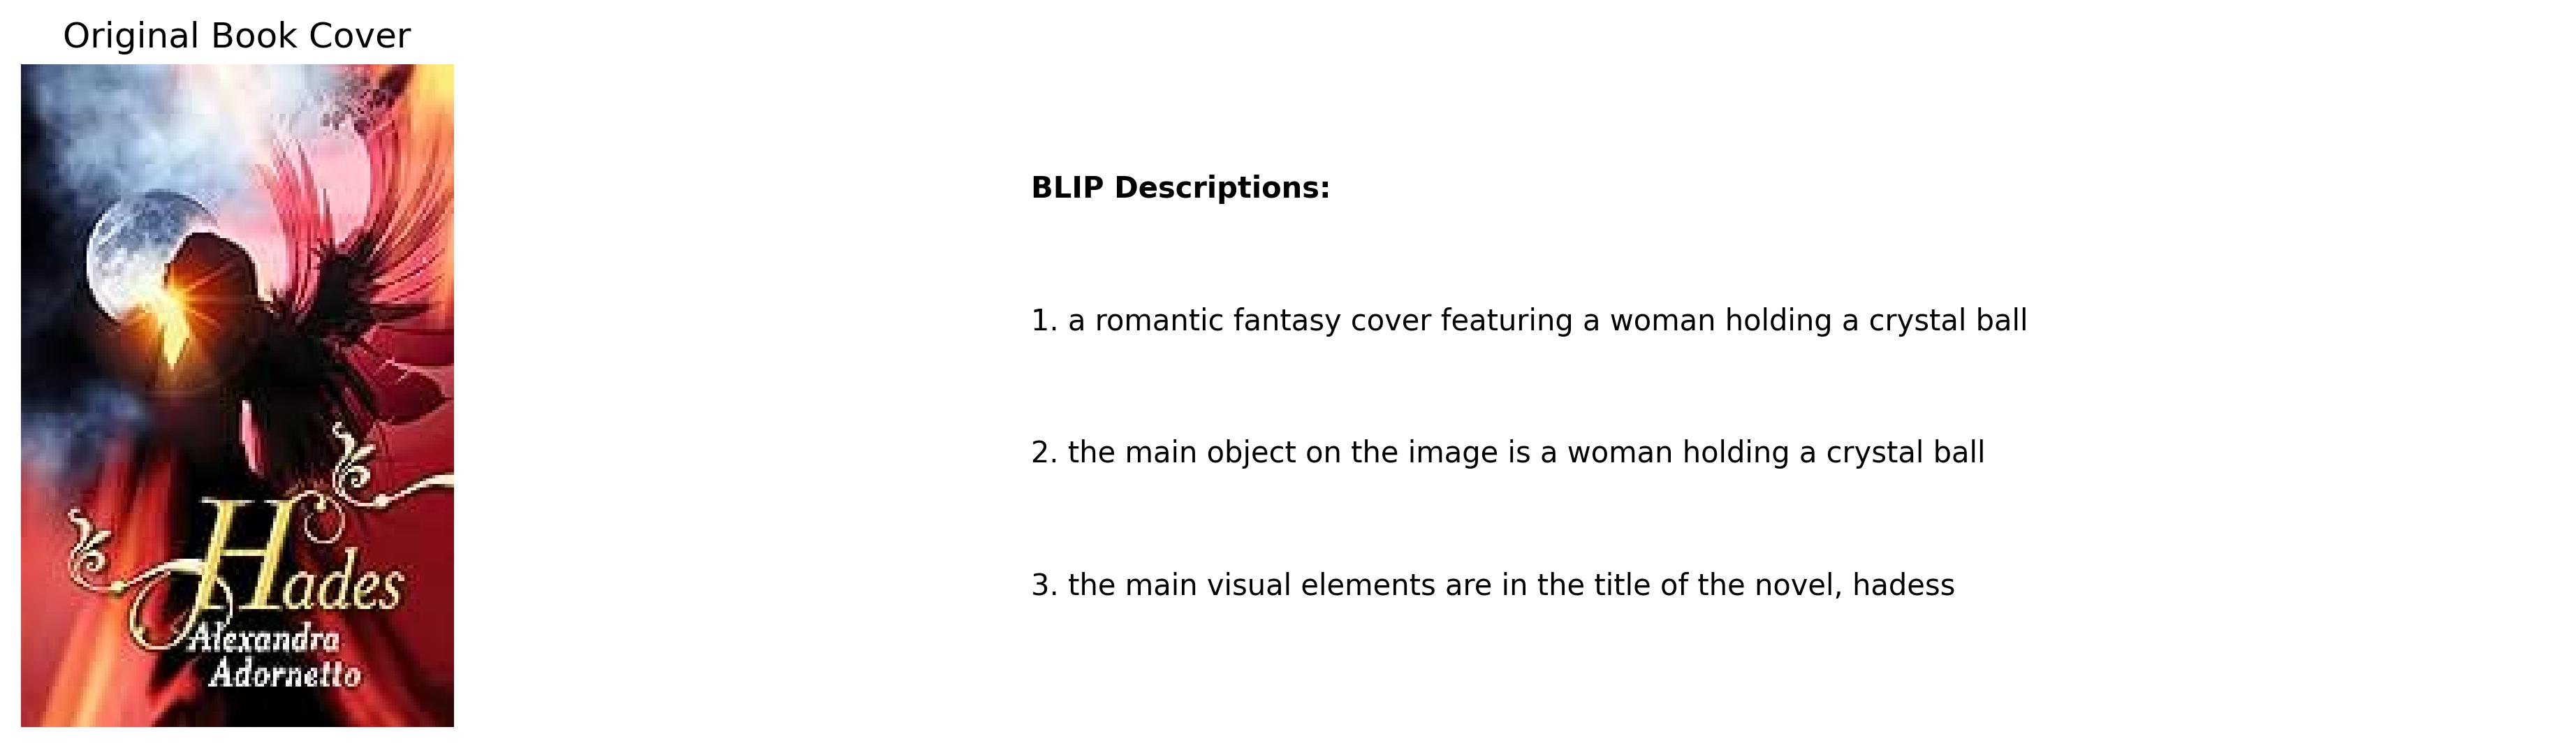 Original Book Cover
Hades
Alexandra
Adornetto
BLIP Descriptions:
1. a romantic fantasy cover featuring a woman holding a crystal ball
2. the main object on the image is a woman holding a crystal ball
3. the main visual elements are in the title of the novel, hadess